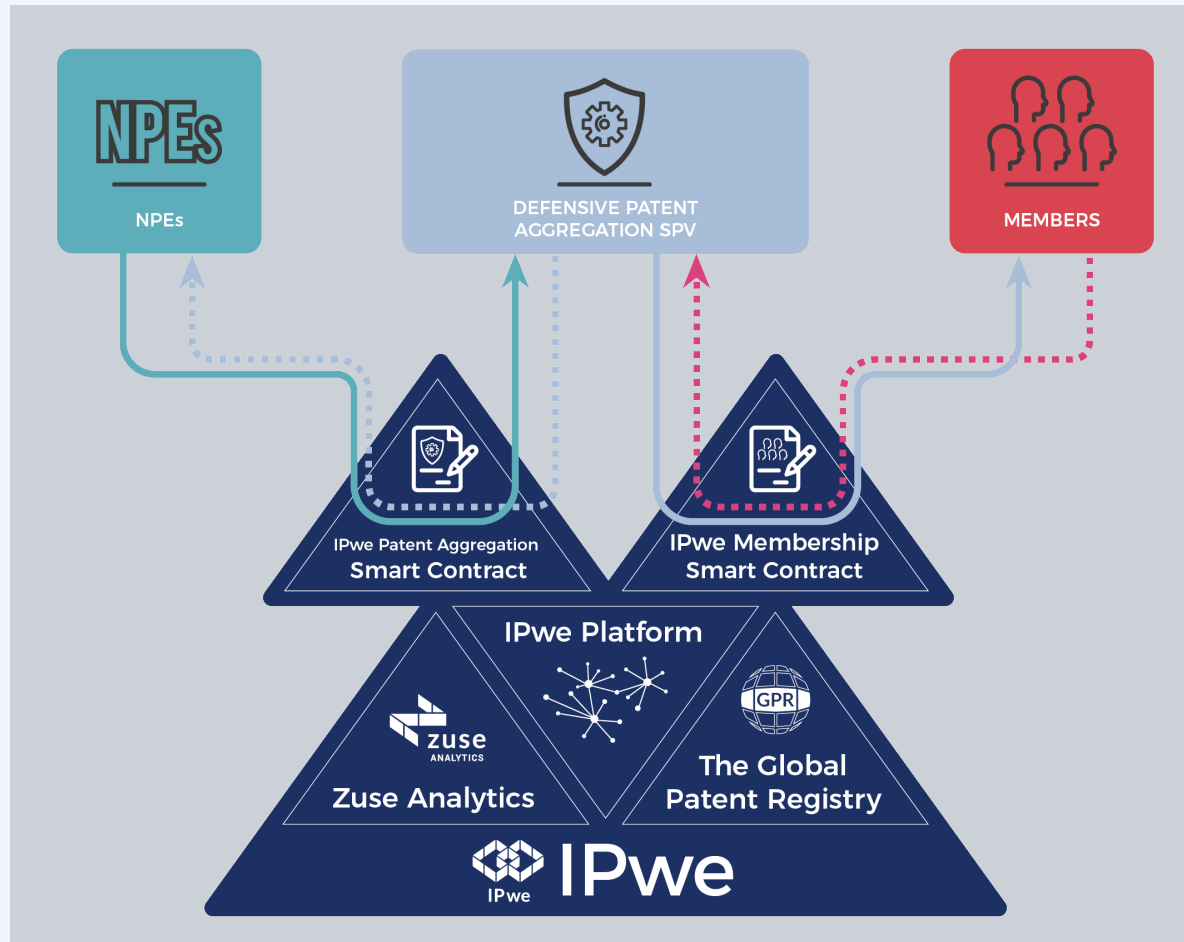 NPEs
NPEs
DEFENSIVE PATENT
AGGREGATION SPV
MEMBERS
IPwe Patent Aggregation
Smart Contract
IPwe Membership
Smart Contract
IPwe Platform
zuse
ANALYTICS
Zuse Analytics
GPR
The Global
Patent Registry
IPwe
IPwe